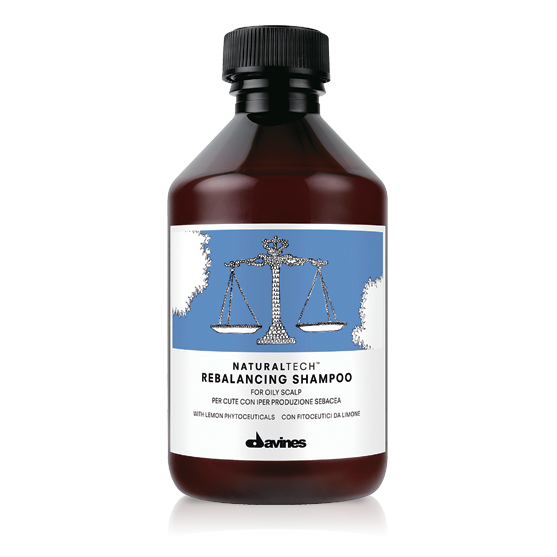 NATURALTECH™
REBALANCING SHAMPOO
FOR OILY SCALP
PER CUTE CON IPER PRODUZIONE SEBACEA
WITH LEMON PHYTOCEUTICALS CON FITOCEUTICI DA LIMONE
davines